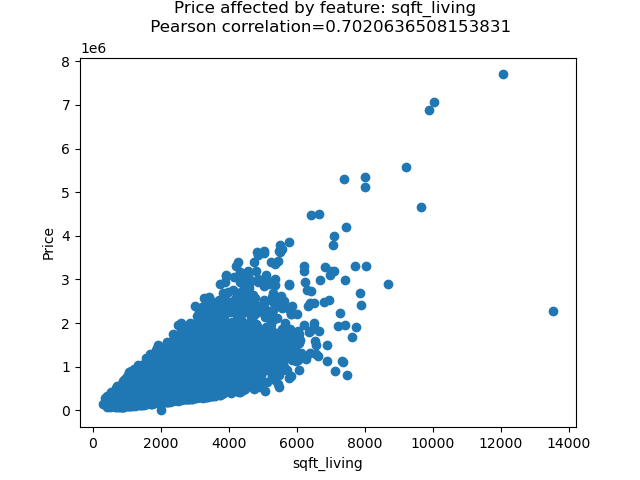 Price affected by feature: sqft_living
Pearson correlation=0.7020636508153831
1e6
8
7
6
5
4
3
2
1
0
Price
0 2000 4000 6000 8000 10000 12000 14000
sqft_living